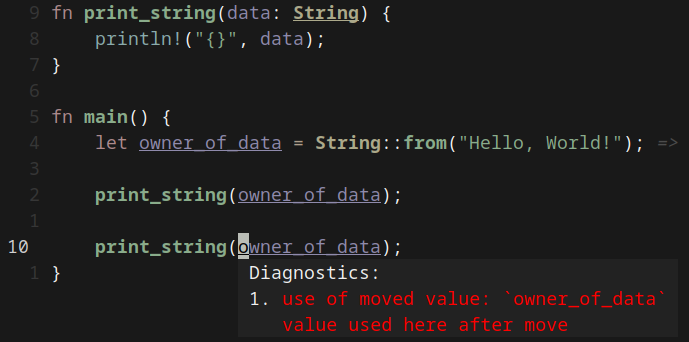 9 fn print_string(data: String) {
8     println!("{}", data);
7 }
6
5 fn main() {
4     let owner_of_data = String::from("Hello, World!"); =>
3
2     print_string(owner_of_data);
1
10     print_string(owner_of_data);
Diagnostics:
1 }
1. use of moved value: `owner_of_data`
value used here after move